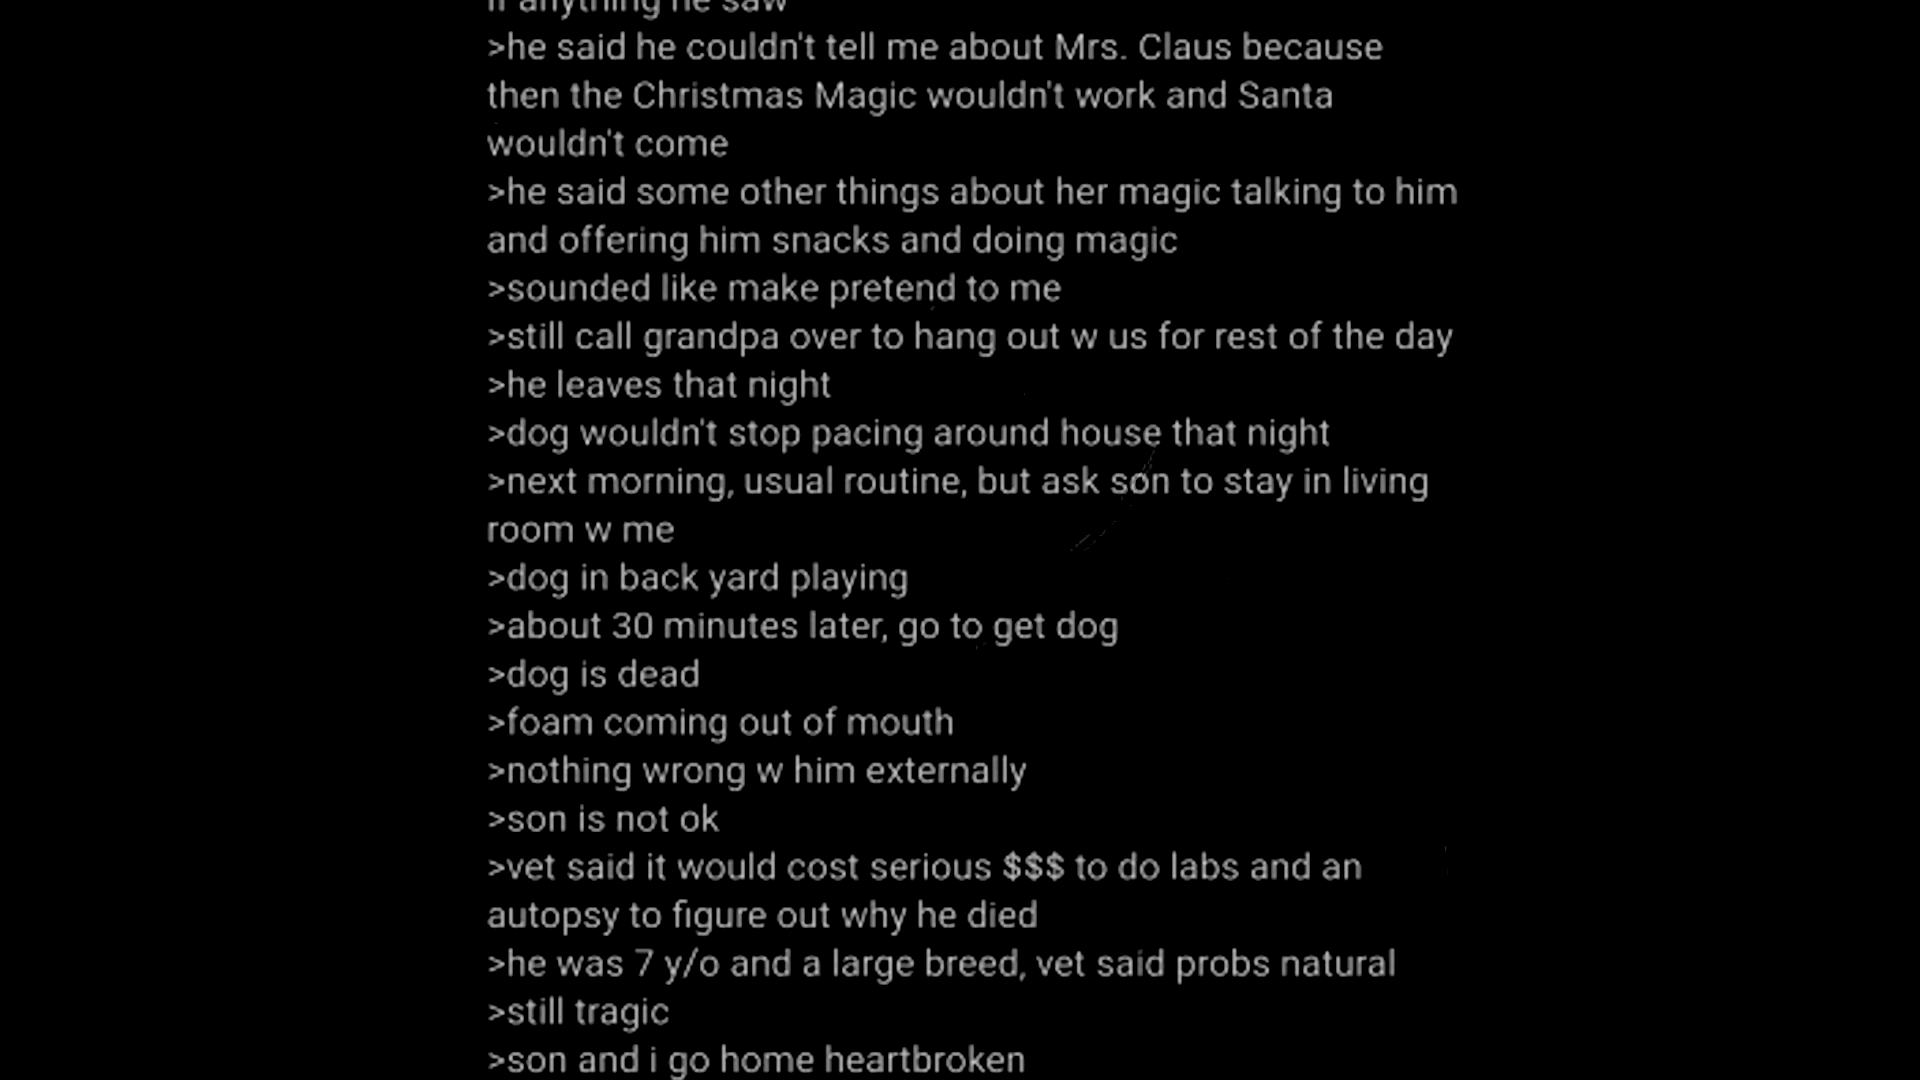 if anything he saw
>he said he couldn't tell me about Mrs. Claus because
then the Christmas Magic wouldn't work and Santa
wouldn't come
>he said some other things about her magic talking to him
and offering him snacks and doing magic
>sounded like make pretend to me
>still call grandpa over to hang out w us for rest of the day
>he leaves that night
>dog wouldn't stop pacing around house that night
>next morning, usual routine, but ask son to stay in living
room w me
>dog in back yard playing
>about 30 minutes later, go to get dog
>dog is dead
>foam coming out of mouth
>nothing wrong w him externally
>son is not ok
>vet said it would cost serious $$$ to do labs and an
autopsy to figure out why he died
>he was 7 y/o and a large breed, vet said probs natural
>still tragic
>son and i go home heartbroken